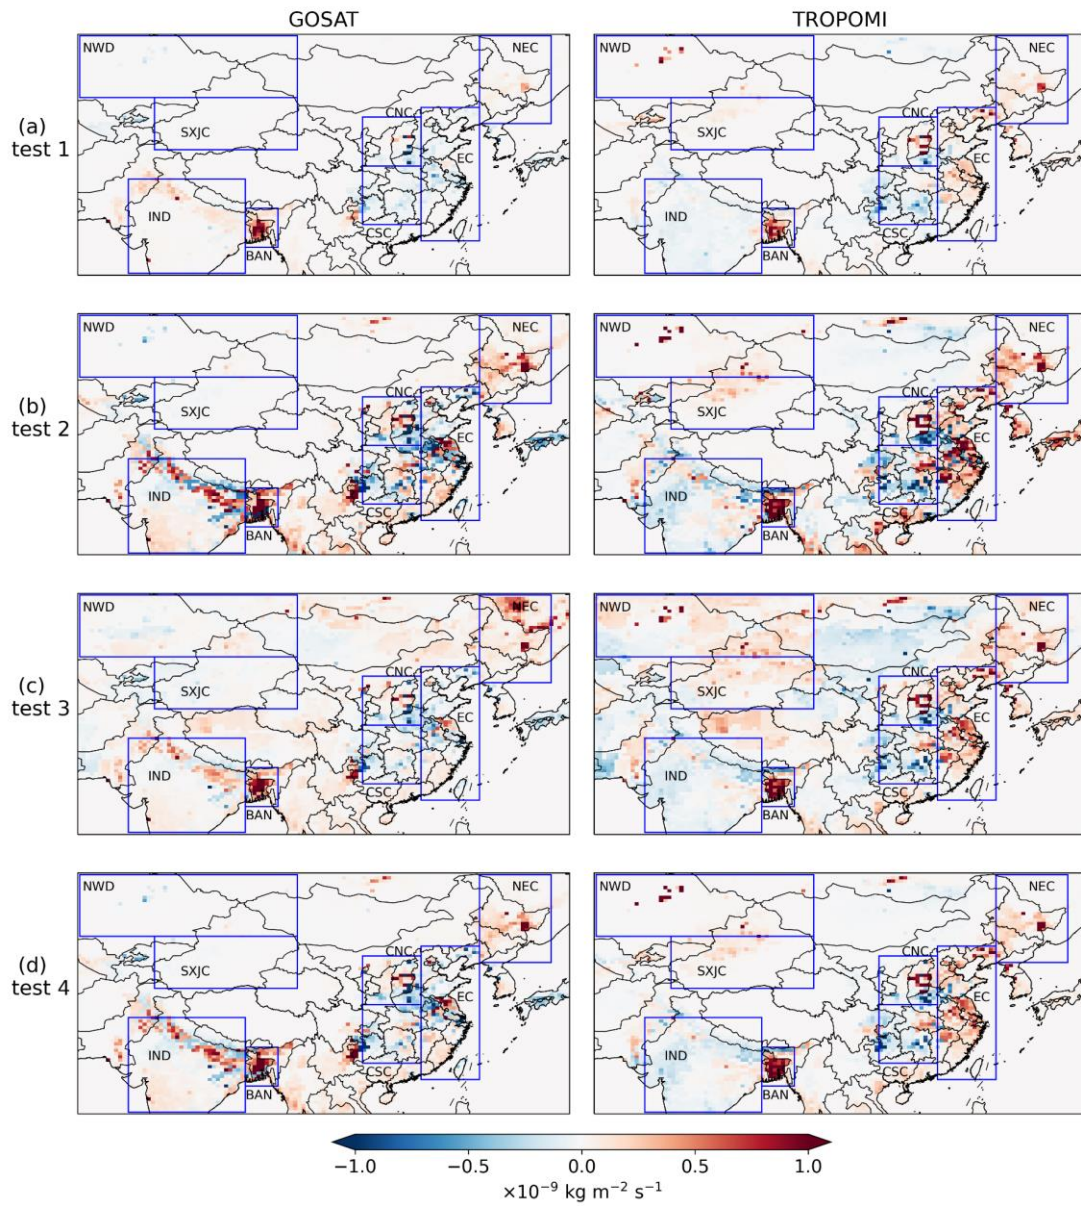 GOSAT TROPOMI
(a) test 1
NWD NEC NWD NEC
CNC CNC
SXJC EC SXJC EC
IND IND
CSC CSC
BAN BAN
(b) test 2
NWD NEC NWD NEC
CNC CNC
SXJC EC SXJC EC
IND IND
CSC CSC
BAN BAN
(c) test 3
NWD NEC NWD NEC
CNC CNC
SXJC EC SXJC EC
IND IND
CSC CSC
BAN BAN
(d) test 4
NWD NEC NWD NEC
CNC CNC
SXJC EC SXJC EC
IND IND
CSC CSC
BAN BAN
−1.0 −0.5 0.0 0.5 1.0
×10⁻⁹ kg m⁻² s⁻¹